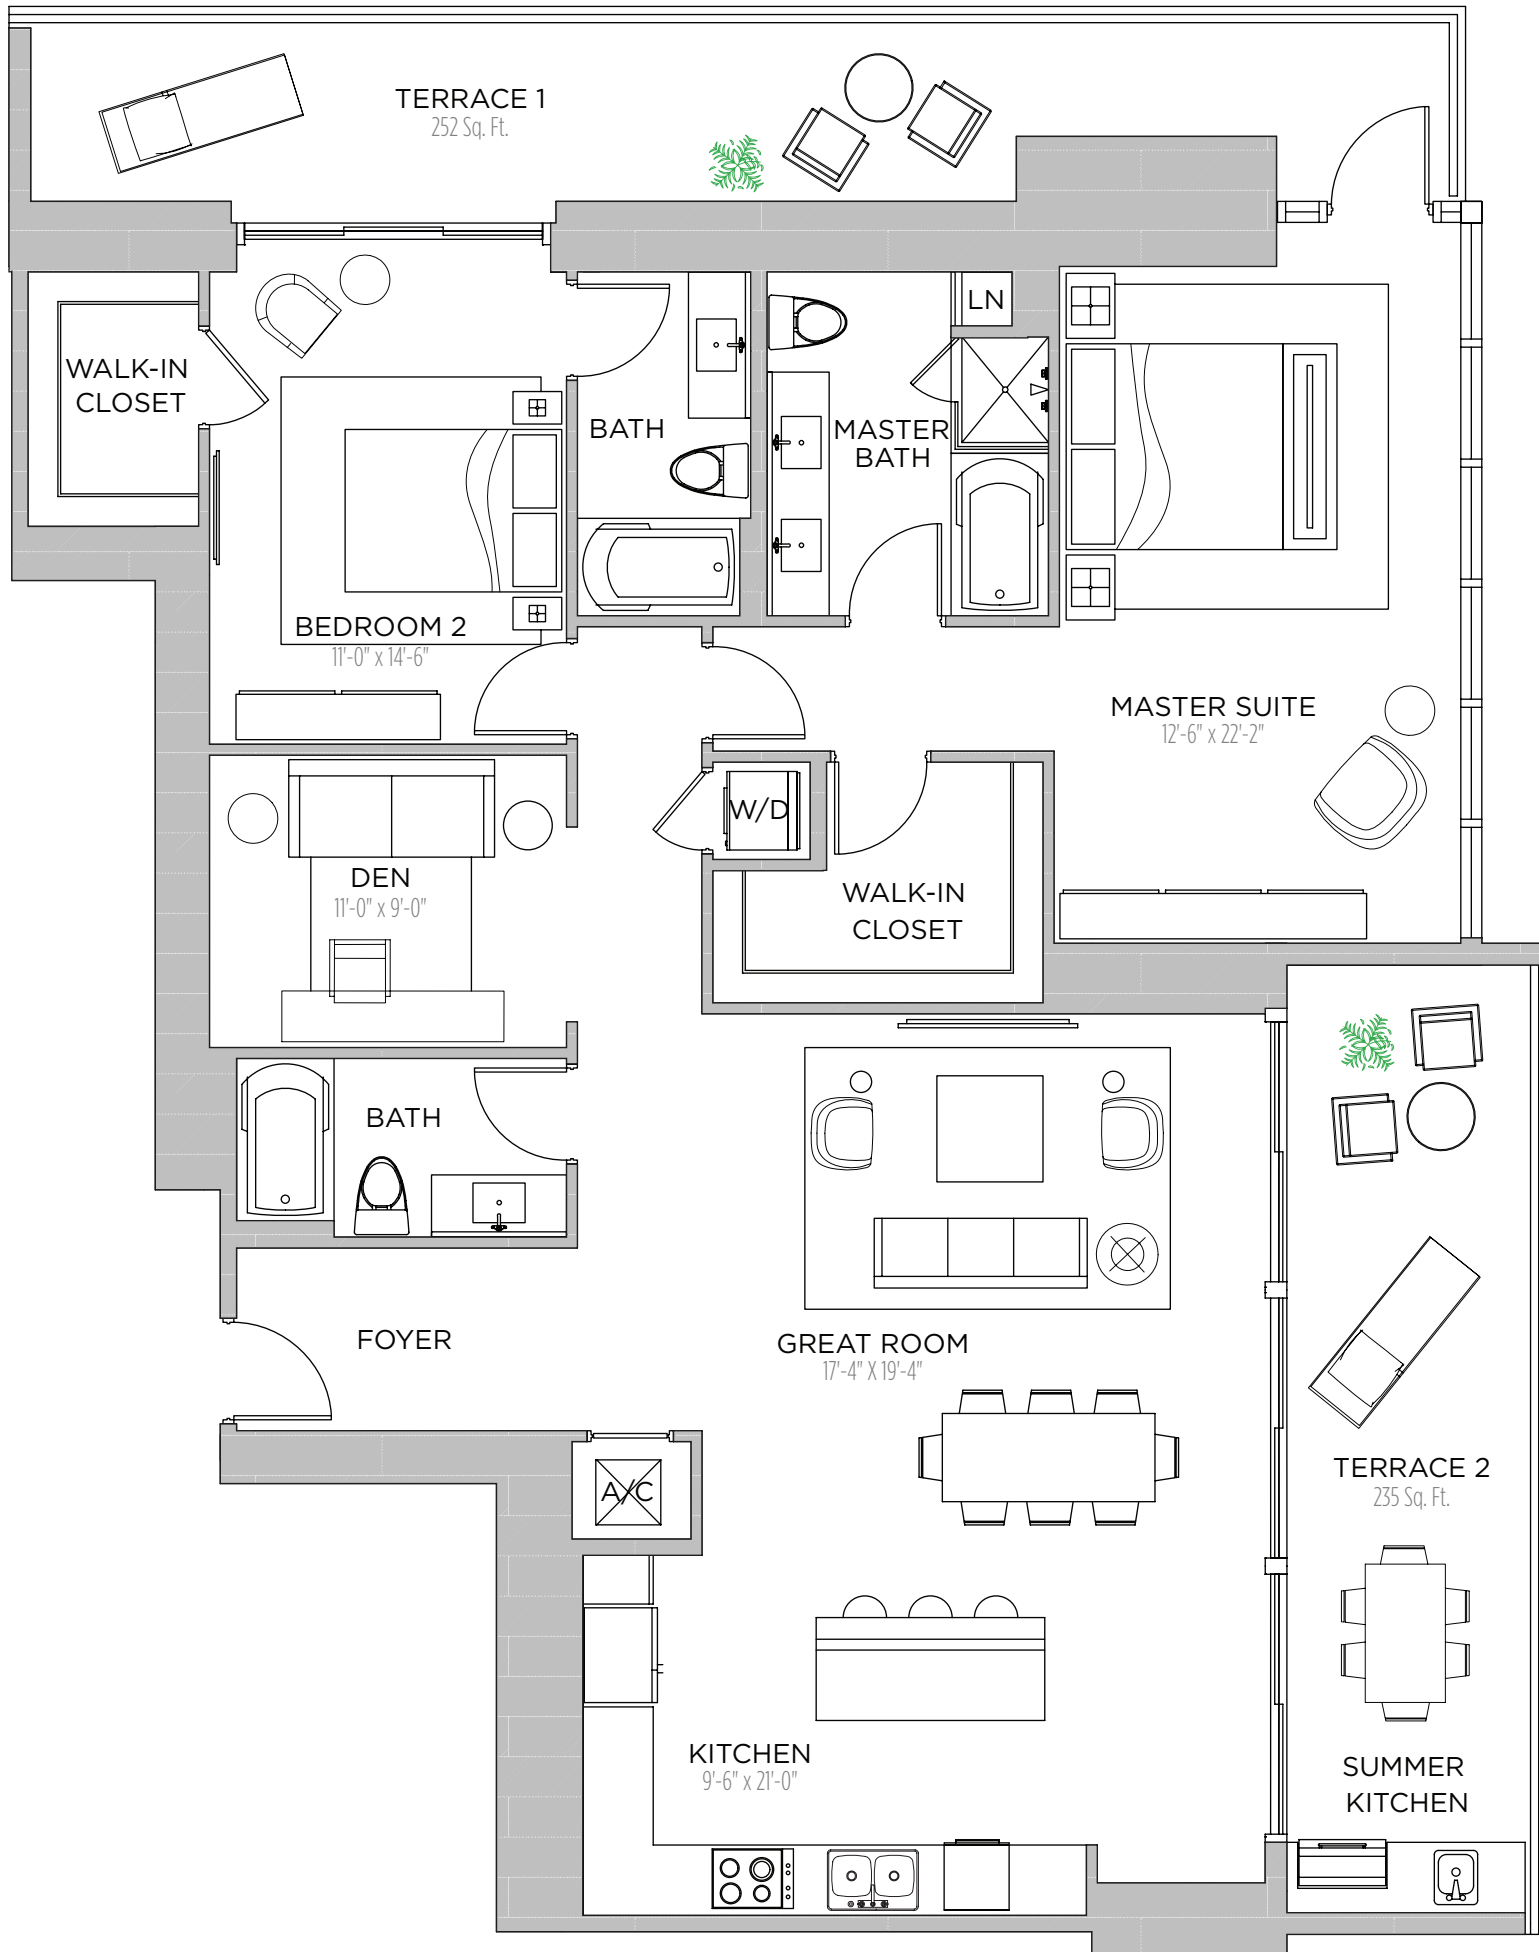 TERRACE 1
252 Sq. Ft.
LN
WALK-IN
CLOSET
BATH
MASTER
BATH
BEDROOM 2
11'-0" x 14'-6"
MASTER SUITE
12'-6" x 22'-2"
W/D
DEN
11'-0" x 9'-0"
WALK-IN
CLOSET
BATH
FOYER
GREAT ROOM
17'-4" X 19'-4"
TERRACE 2
235 Sq. Ft.
A/C
KITCHEN
9'-6" x 21'-0"
SUMMER
KITCHEN